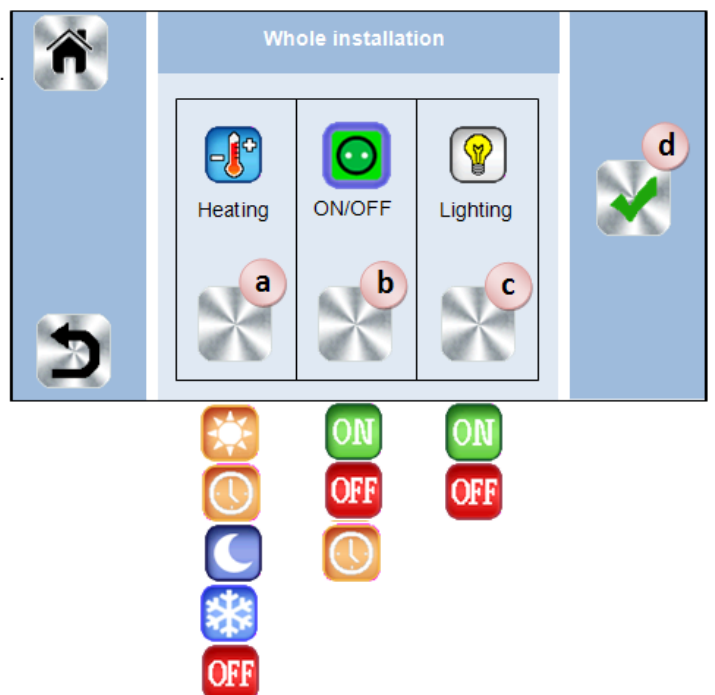 Whole installation
.
d
Heating ON/OFF Lighting
a b c
ON ON
OFF OFF
OFF